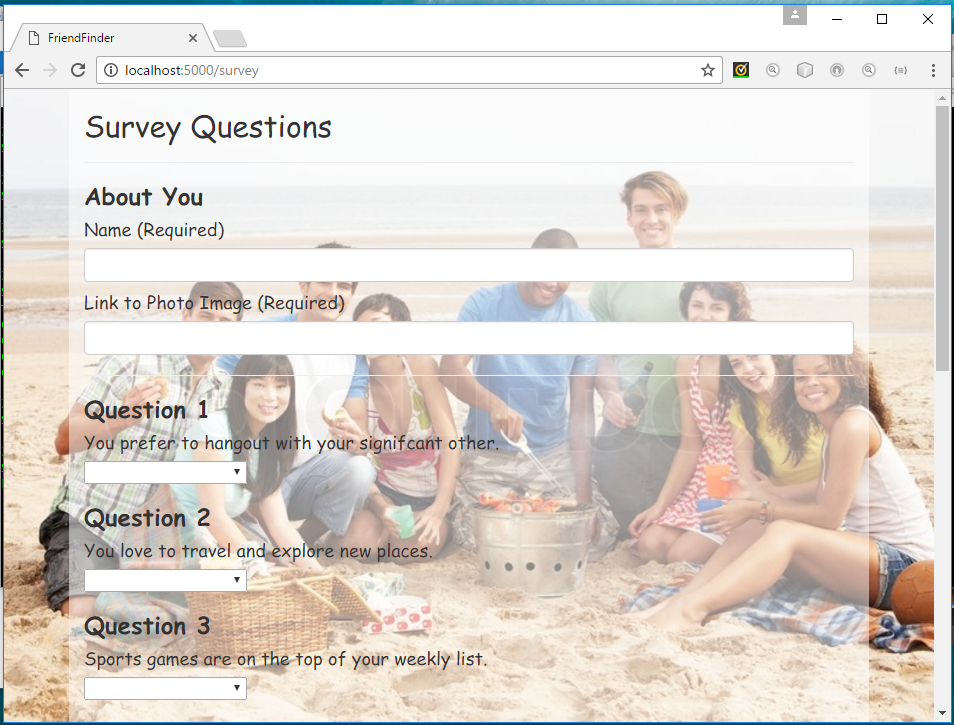 FriendFinder
localhost:5000/survey
Survey Questions
About You
Name (Required)
Link to Photo Image (Required)
Question 1
You prefer to hangout with your signifcant other.
Question 2
You love to travel and explore new places.
Question 3
Sports games are on the top of your weekly list.